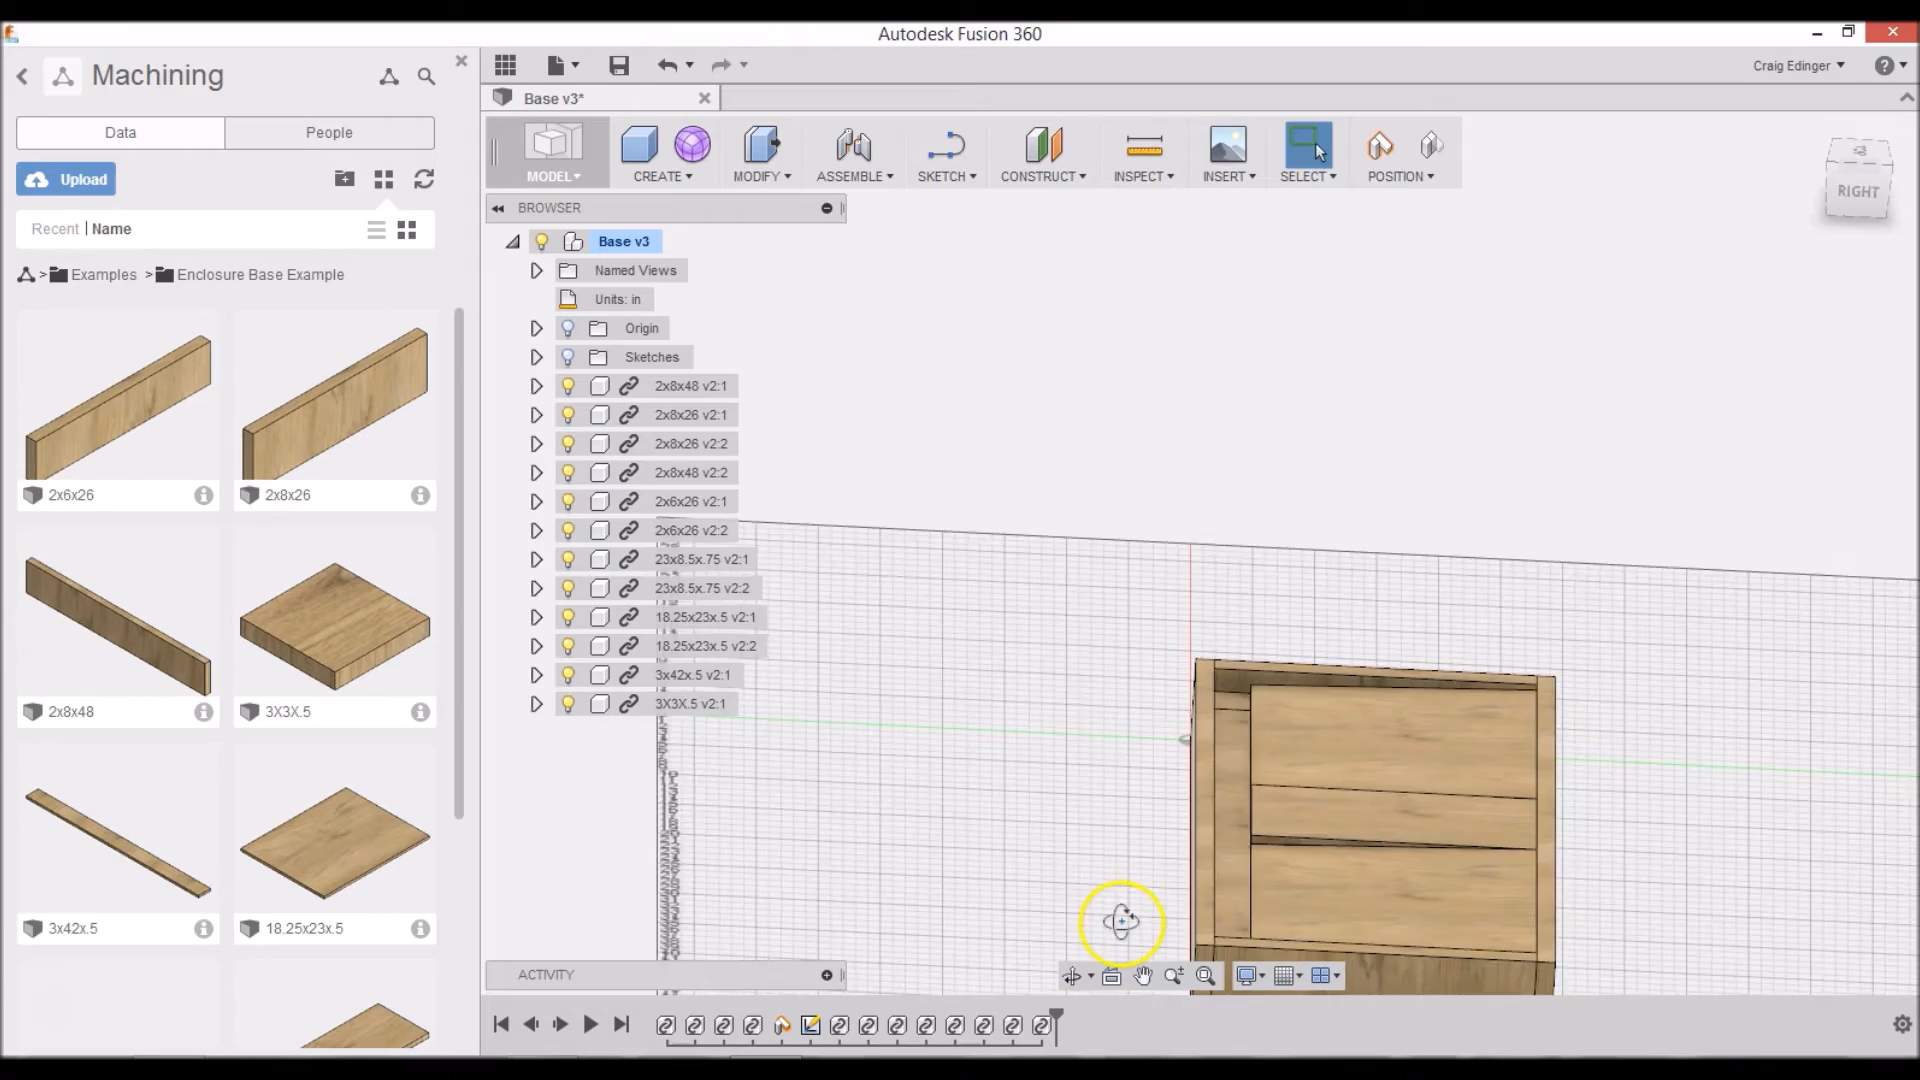 Autodesk Fusion 360
Machining
Data
People
Upload
Recent | Name
> Examples > Enclosure Base Example
2x6x26
2x8x26
2x8x48
3X3X.5
3x42x.5
18.25x23x.5
Craig Edinger
Base v3*
MODEL
CREATE
MODIFY
ASSEMBLE
SKETCH
CONSTRUCT
INSPECT
INSERT
SELECT
POSITION
RIGHT
BROWSER
Base v3
Named Views
Units: in
Origin
Sketches
2x8x48 v2:1
2x8x26 v2:1
2x8x26 v2:2
2x8x48 v2:2
2x6x26 v2:1
2x6x26 v2:2
23x8.5x.75 v2:1
23x8.5x.75 v2:2
18.25x23x.5 v2:1
18.25x23x.5 v2:2
3x42x.5 v2:1
3X3X.5 v2:1
ACTIVITY